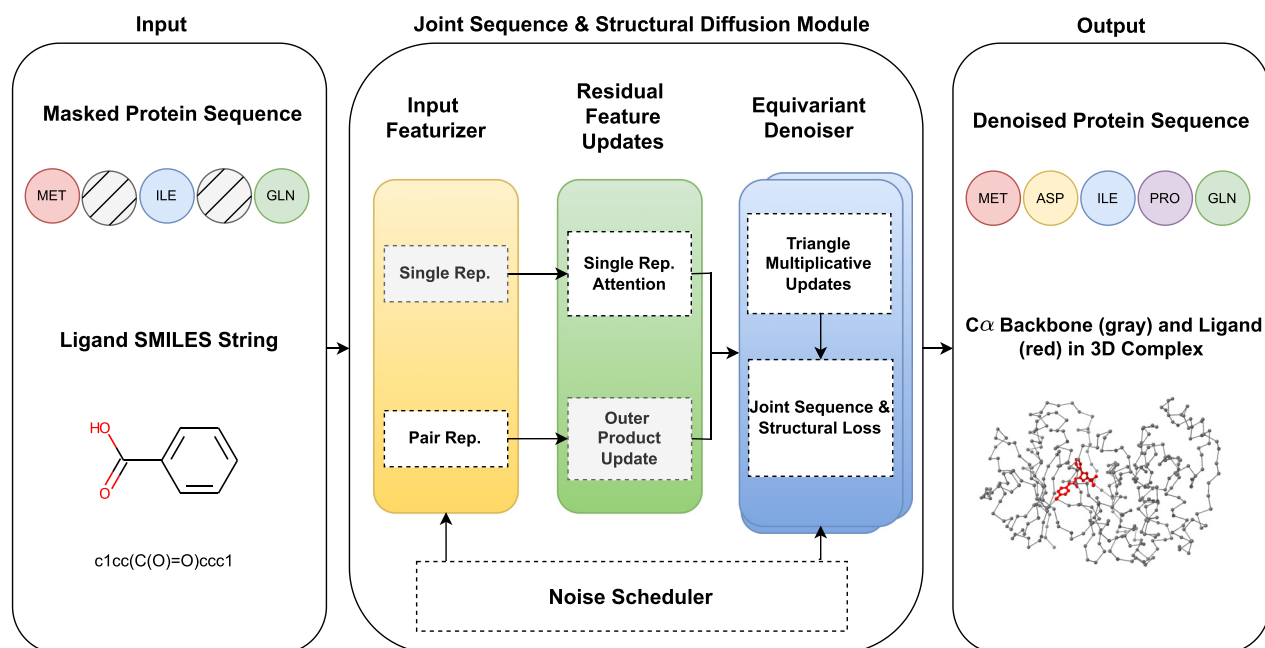 Input
Masked Protein Sequence
MET
ILE
GLN
Ligand SMILES String
HO
O
c1cc(C(O)=O)ccc1
Joint Sequence & Structural Diffusion Module
Input
Featurizer
Single Rep.
Pair Rep.
Residual
Feature
Updates
Single Rep.
Attention
Outer
Product
Update
Equivariant
Denoiser
Triangle
Multiplicative
Updates
Joint Sequence &
Structural Loss
Noise Scheduler
Output
Denoised Protein Sequence
MET
ASP
ILE
PRO
GLN
Cα Backbone (gray) and Ligand
(red) in 3D Complex